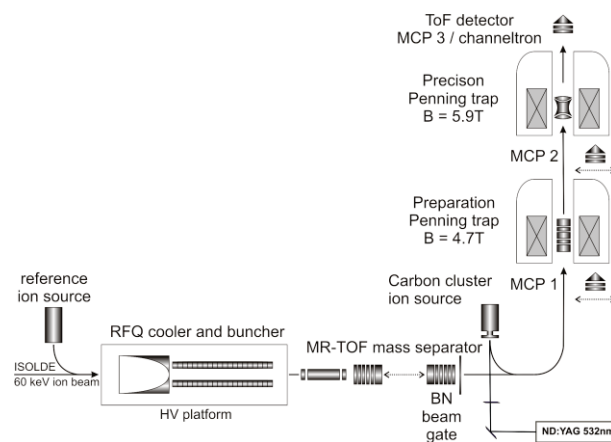 ToF detector
MCP 3 / channeltron
Precison
Penning trap
B = 5.9T
MCP 2
Preparation
Penning trap
B = 4.7T
MCP 1
reference
ion source
Carbon cluster
ion source
RFQ cooler and buncher
MR-TOF mass separator
ISOLDE
60 keV ion beam
HV platform
BN
beam
gate
ND:YAG 532nm